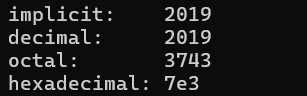 implicit:    2019
decimal:     2019
octal:       3743
hexadecimal: 7e3